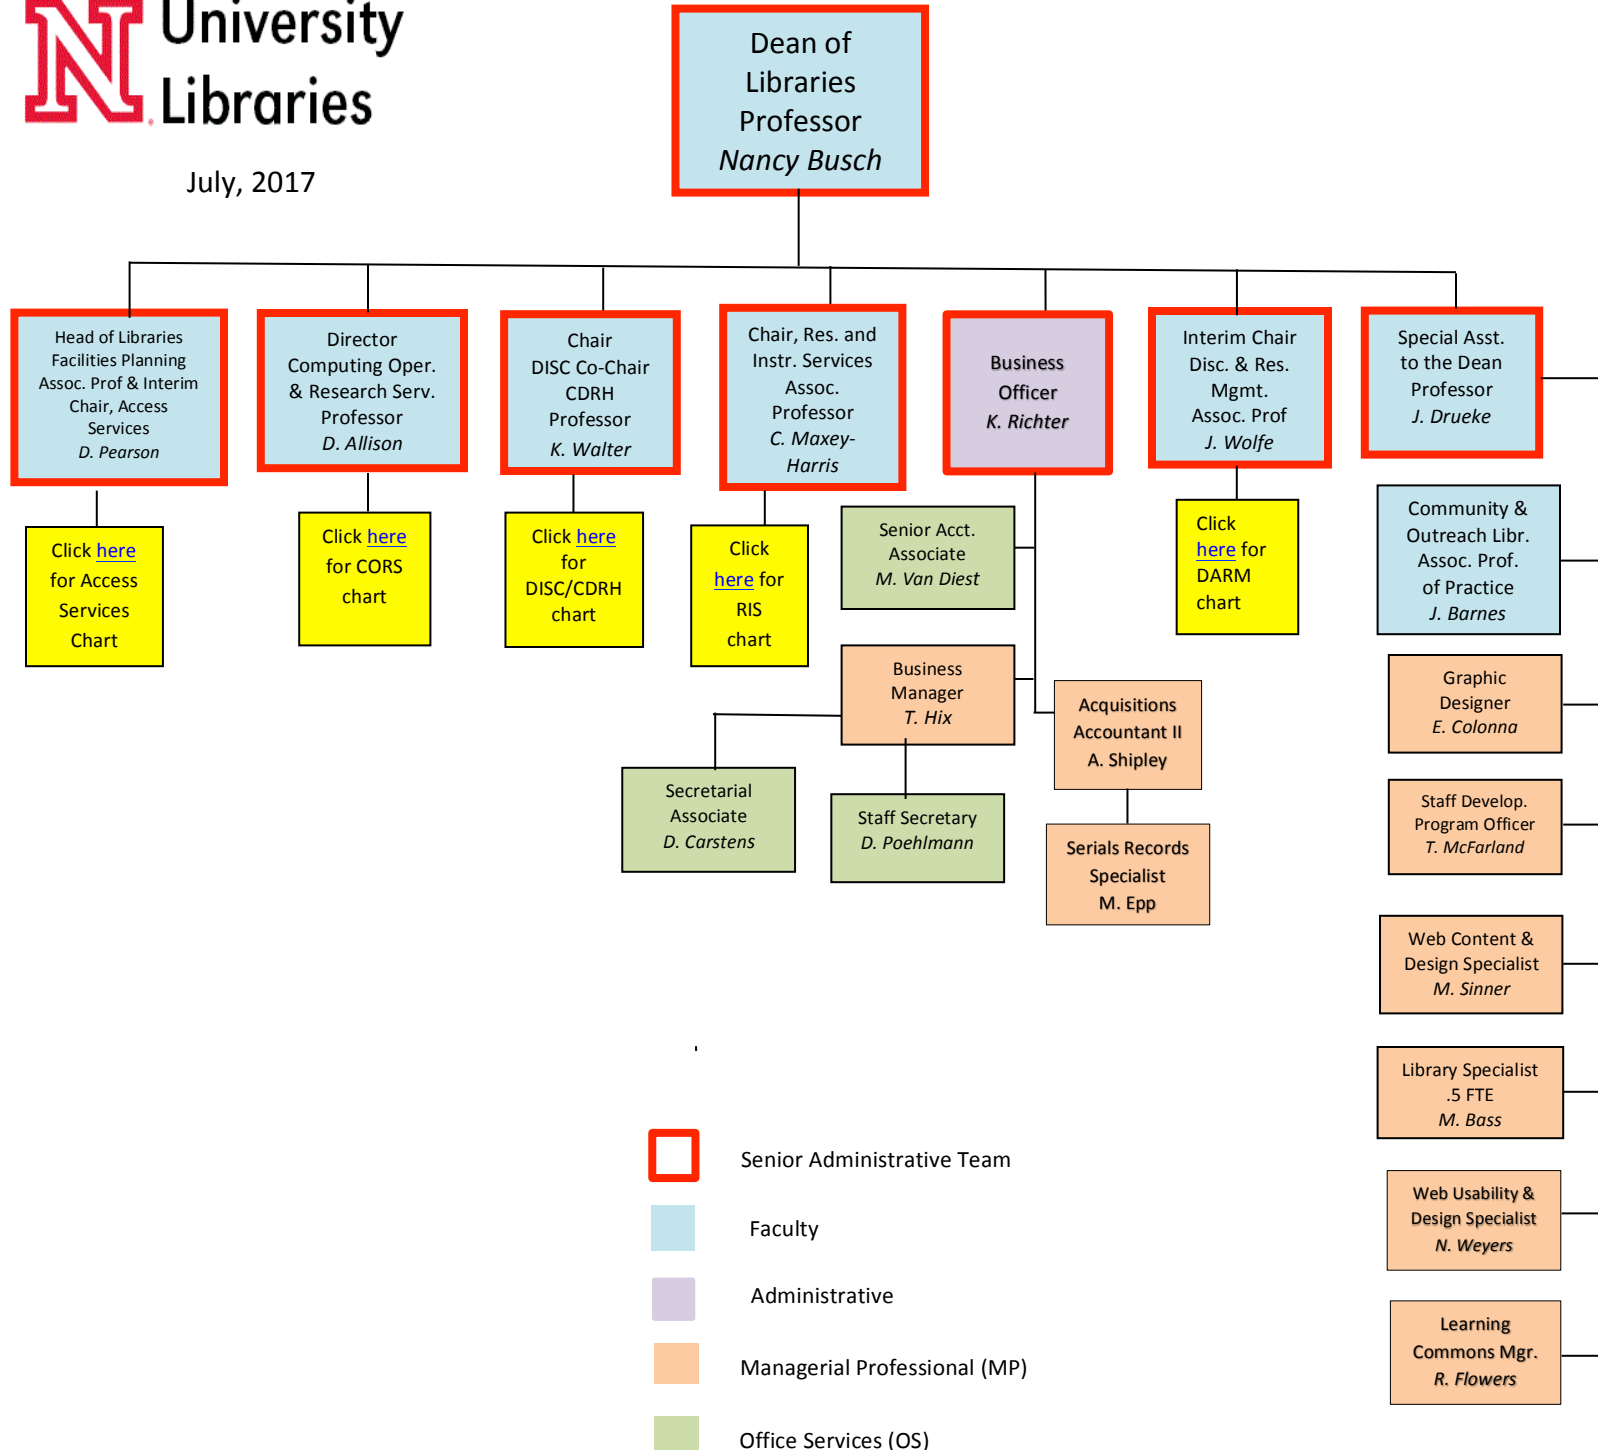 University
Libraries
July, 2017
Dean of
Libraries
Professor
Nancy Busch
Head of Libraries
Facilities Planning
Assoc. Prof & Interim
Chair, Access
Services
D. Pearson
Director
Computing Oper.
& Research Serv.
Professor
D. Allison
Chair
DISC Co-Chair
CDRH
Professor
K. Walter
Chair, Res. and
Instr. Services
Assoc.
Professor
C. Maxey-
Harris
Business
Officer
K. Richter
Interim Chair
Disc. & Res.
Mgmt.
Assoc. Prof
J. Wolfe
Special Asst.
to the Dean
Professor
J. Drueke
Click here
for Access
Services
Chart
Click here
for CORS
chart
Click here
for
DISC/CDRH
chart
Click
here for
RIS
chart
Senior Acct.
Associate
M. Van Diest
Click
here for
DARM
chart
Community &
Outreach Libr.
Assoc. Prof.
of Practice
J. Barnes
Business
Manager
T. Hix
Acquisitions
Accountant II
A. Shipley
Graphic
Designer
E. Colonna
Secretarial
Associate
D. Carstens
Staff Secretary
D. Poehlmann
Serials Records
Specialist
M. Epp
Staff Develop.
Program Officer
T. McFarland
Web Content &
Design Specialist
M. Sinner
Library Specialist
.5 FTE
M. Bass
Web Usability &
Design Specialist
N. Weyers
Learning
Commons Mgr.
R. Flowers
Senior Administrative Team
Faculty
Administrative
Managerial Professional (MP)
Office Services (OS)
N